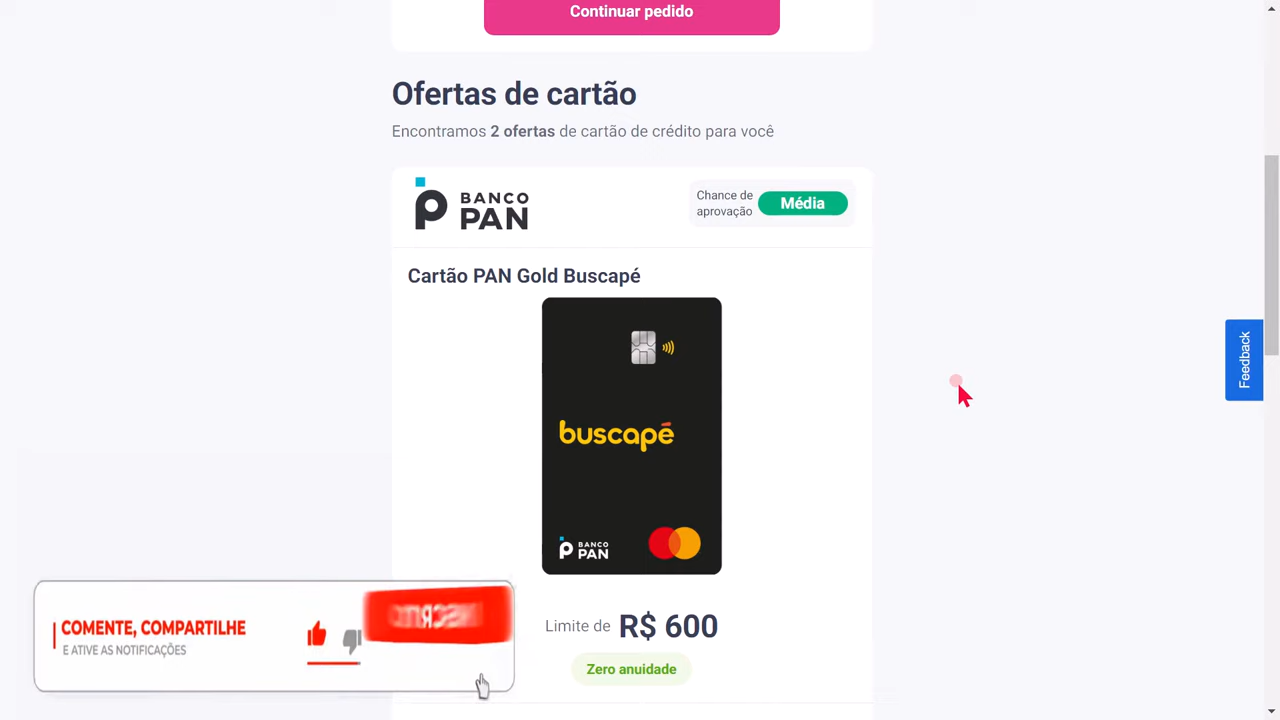 Continuar pedido
Ofertas de cartão
Encontramos 2 ofertas de cartão de crédito para você
BANCO
PAN
Chance de
aprovação
Média
Cartão PAN Gold Buscapé
buscapé
BANCO
PAN
Limite de R$ 600
Zero anuidade
Feedback
COMENTE, COMPARTILHE
E ATIVE AS NOTIFICAÇÕES